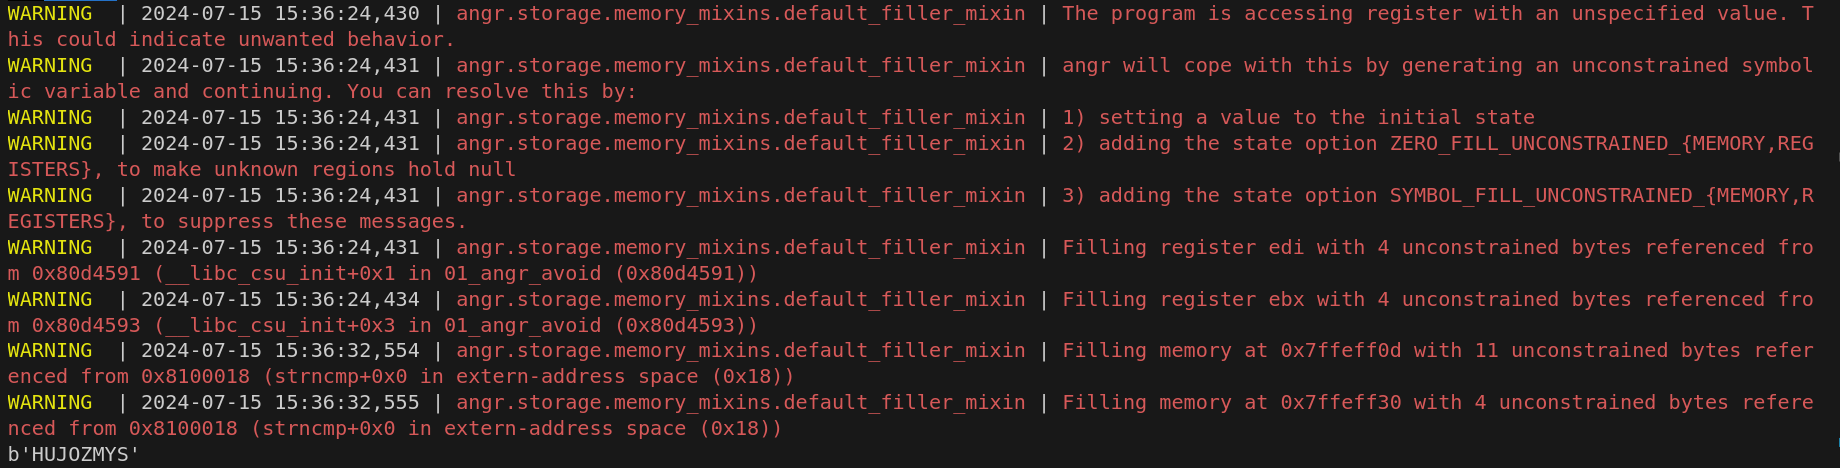 WARNING  | 2024-07-15 15:36:24,430 | angr.storage.memory_mixins.default_filler_mixin | The program is accessing register with an unspecified value. T
his could indicate unwanted behavior.
WARNING  | 2024-07-15 15:36:24,431 | angr.storage.memory_mixins.default_filler_mixin | angr will cope with this by generating an unconstrained symbol
ic variable and continuing. You can resolve this by:
WARNING  | 2024-07-15 15:36:24,431 | angr.storage.memory_mixins.default_filler_mixin | 1) setting a value to the initial state
WARNING  | 2024-07-15 15:36:24,431 | angr.storage.memory_mixins.default_filler_mixin | 2) adding the state option ZERO_FILL_UNCONSTRAINED_{MEMORY,REG
ISTERS}, to make unknown regions hold null
WARNING  | 2024-07-15 15:36:24,431 | angr.storage.memory_mixins.default_filler_mixin | 3) adding the state option SYMBOL_FILL_UNCONSTRAINED_{MEMORY,R
EGISTERS}, to suppress these messages.
WARNING  | 2024-07-15 15:36:24,431 | angr.storage.memory_mixins.default_filler_mixin | Filling register edi with 4 unconstrained bytes referenced fro
m 0x80d4591 (__libc_csu_init+0x1 in 01_angr_avoid (0x80d4591))
WARNING  | 2024-07-15 15:36:24,434 | angr.storage.memory_mixins.default_filler_mixin | Filling register ebx with 4 unconstrained bytes referenced fro
m 0x80d4593 (__libc_csu_init+0x3 in 01_angr_avoid (0x80d4593))
WARNING  | 2024-07-15 15:36:32,554 | angr.storage.memory_mixins.default_filler_mixin | Filling memory at 0x7ffeff0d with 11 unconstrained bytes refer
enced from 0x8100018 (strncmp+0x0 in extern-address space (0x18))
WARNING  | 2024-07-15 15:36:32,555 | angr.storage.memory_mixins.default_filler_mixin | Filling memory at 0x7ffeff30 with 4 unconstrained bytes refere
nced from 0x8100018 (strncmp+0x0 in extern-address space (0x18))
b'HUJOZMYS'